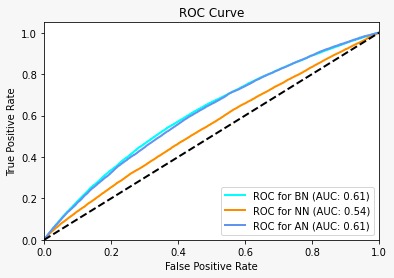 ROC Curve
True Positive Rate
1.0
0.8
0.6
0.4
0.2
0.0
0.0 0.2 0.4 0.6 0.8 1.0
False Positive Rate
ROC for BN (AUC: 0.61)
ROC for NN (AUC: 0.54)
ROC for AN (AUC: 0.61)